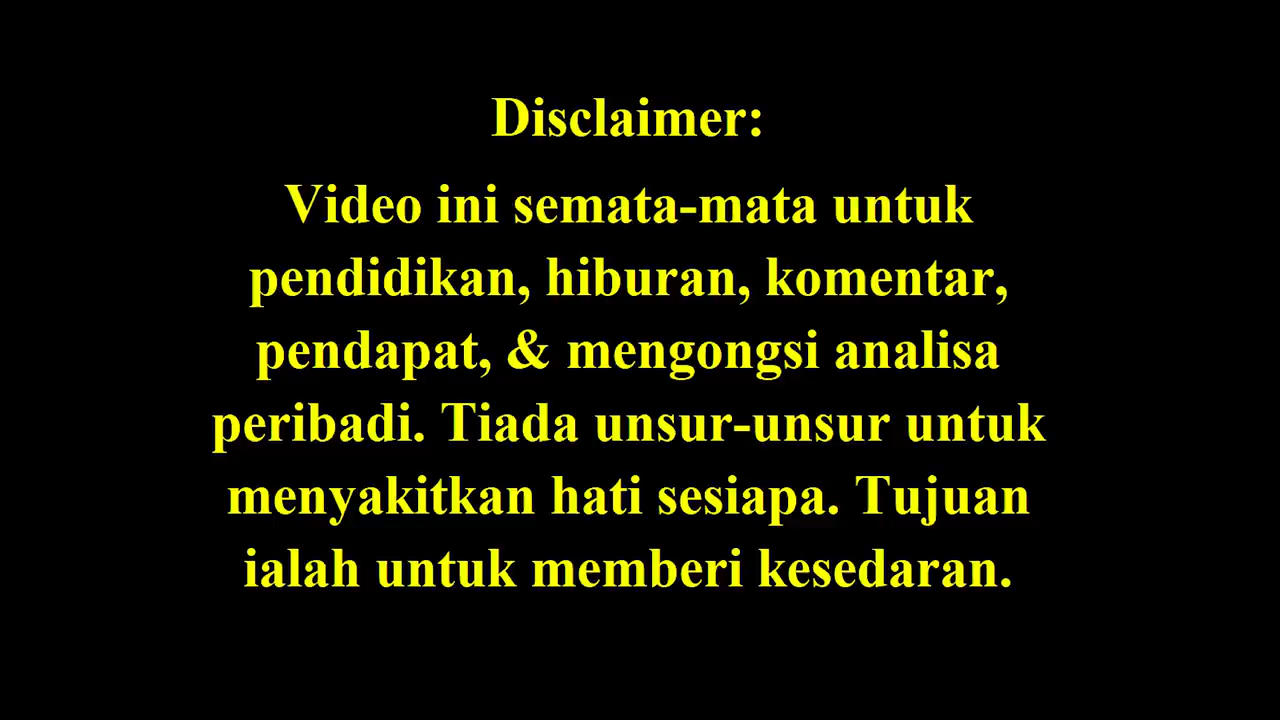 Disclaimer:
Video ini semata-mata untuk
pendidikan, hiburan, komentar,
pendapat, & mengongsi analisa
peribadi. Tiada unsur-unsur untuk
menyakitkan hati sesiapa. Tujuan
ialah untuk memberi kesedaran.